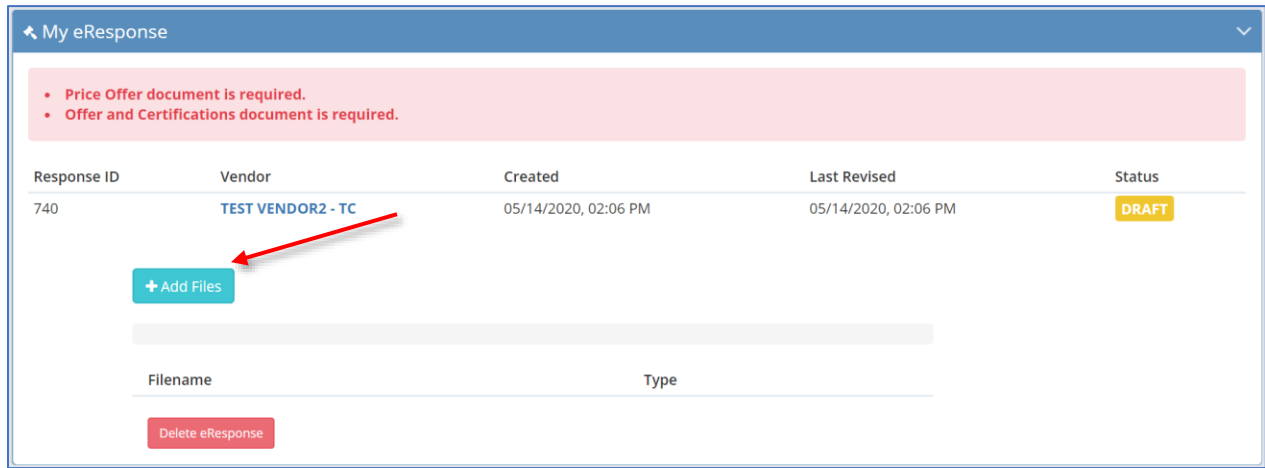 My eResponse
Price Offer document is required.
Offer and Certifications document is required.
Response ID Vendor Created Last Revised Status
740 TEST VENDOR2 - TC 05/14/2020, 02:06 PM 05/14/2020, 02:06 PM DRAFT
Add Files
Filename Type
Delete eResponse